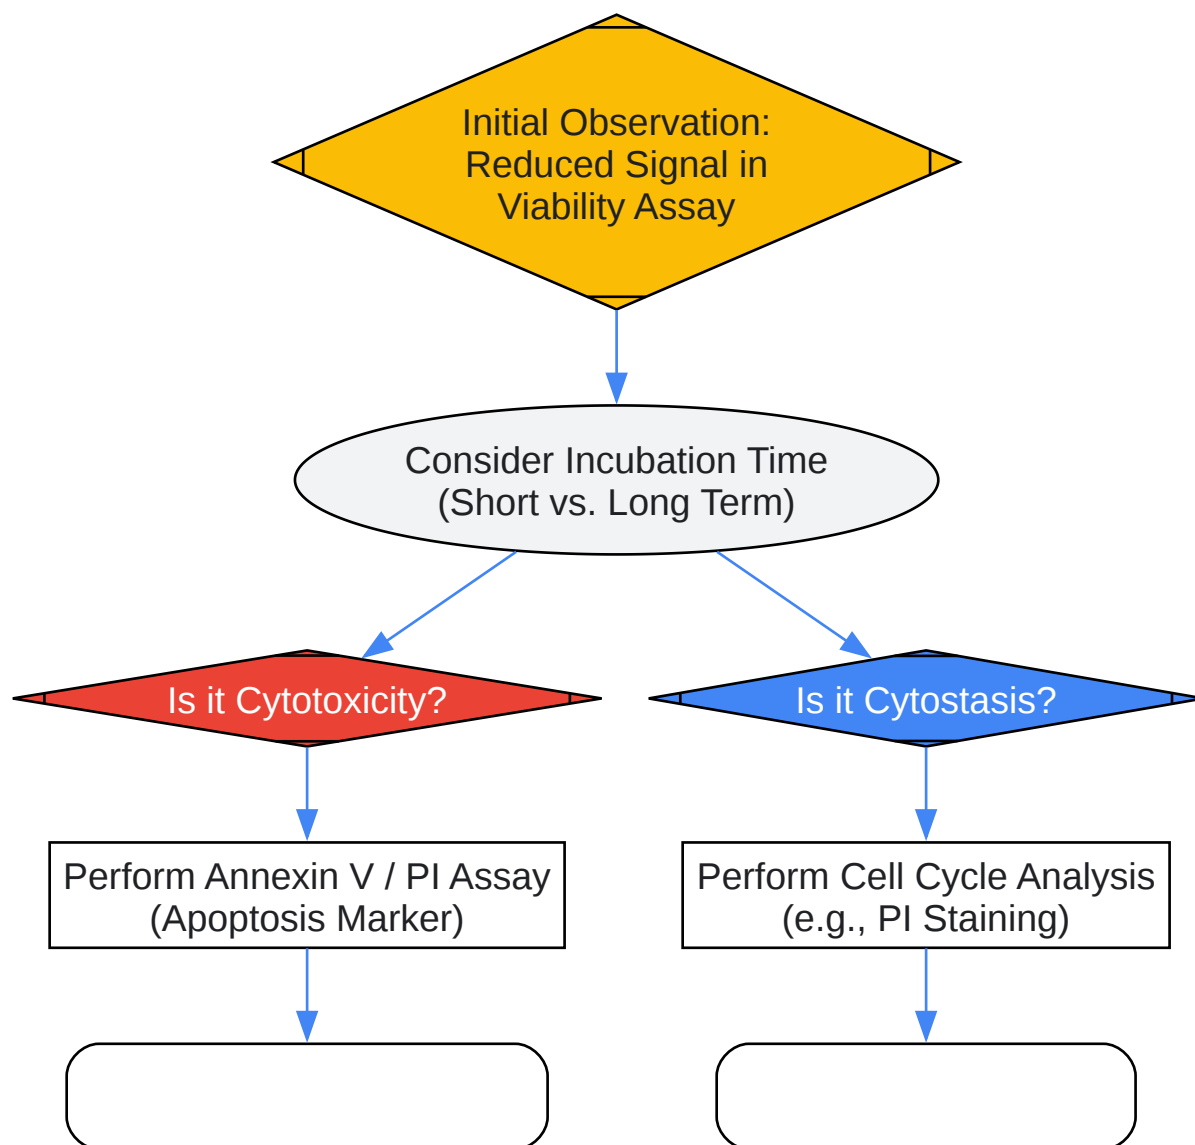 Initial Observation:
Reduced Signal in
Viability Assay
Consider Incubation Time
(Short vs. Long Term)
Is it Cytotoxicity?
Is it Cytostasis?
Perform Annexin V / PI Assay
(Apoptosis Marker)
Perform Cell Cycle Analysis
(e.g., PI Staining)